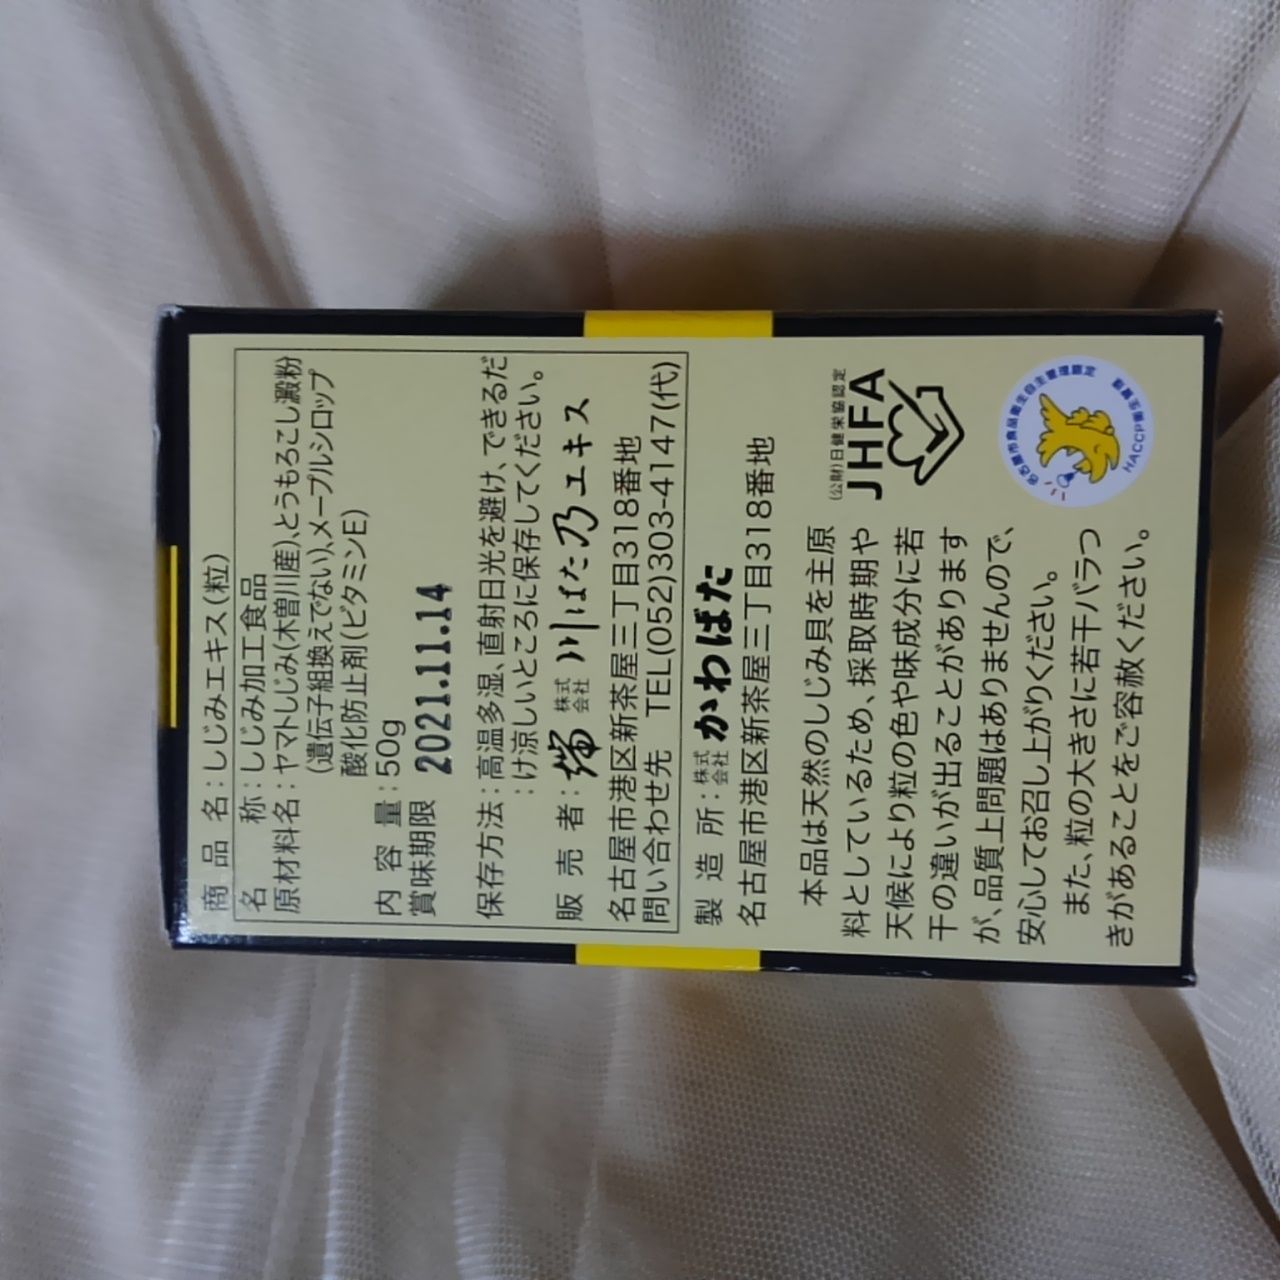 商品名：しじみエキス(粒)
名称：しじみ加工食品
原材料名：ヤマトしじみ(木曽川産)、とうもろこし澱粉
(遺伝子組換えでない)、メープルシロップ
酸化防止剤(ビタミンE)
内容量：50g
賞味期限 2021.11.14
保存方法：高温多湿、直射日光を避け、できるだ
：け涼しいところに保存してください。
販売者： 株式会社 川ばた乃エキス
名古屋市港区新茶屋三丁目318番地
問い合わせ先 TEL(052)303-4147(代)
製造所：株式会社 かわばた
名古屋市港区新茶屋三丁目318番地
本品は天然のしじみ貝を主原
料としているため、採取時期や
天候により粒の色や味成分に若
干の違いが出ることがあります
が、品質上問題はありませんので、
安心してお召し上がりください。
また、粒の大きさに若干バラつ
きがあることをご容赦ください。
(公財)日健栄協認定
JHFA
名古屋市食品衛生自主管理認定
HACCP